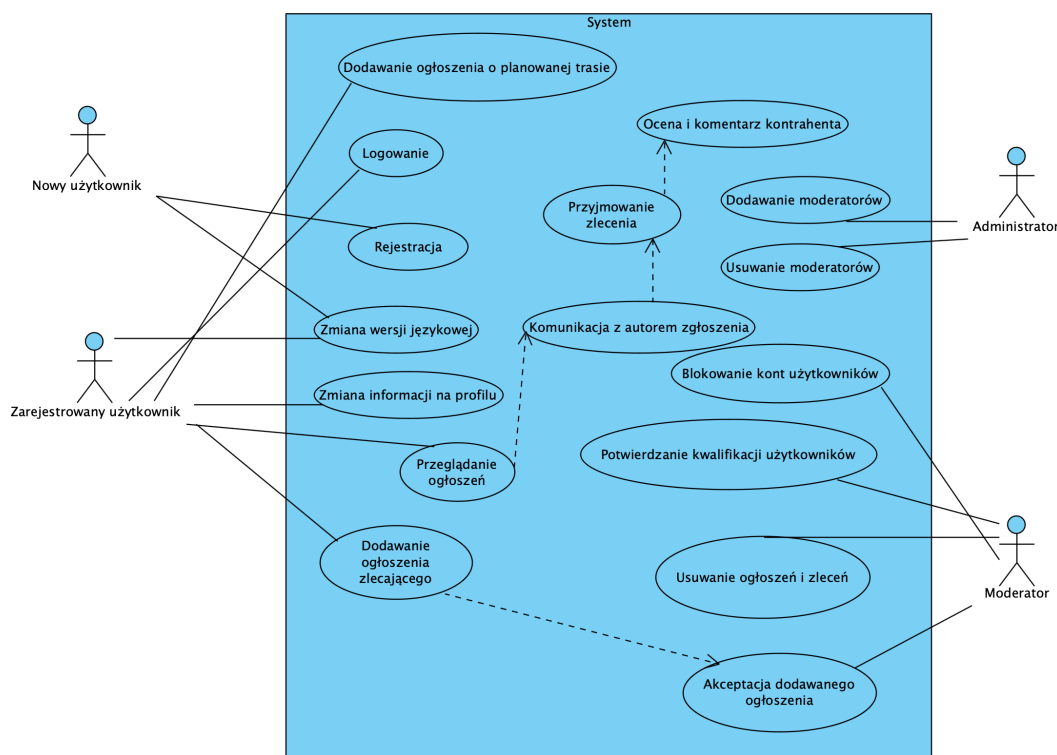 System
Dodawanie ogłoszenia o planowanej trasie
Ocena i komentarz kontrahenta
Logowanie
Nowy użytkownik
Dodawanie moderatorów
Przyjmowanie
zlecenia
Administrator
Rejestracja
Usuwanie moderatorów
Zmiana wersji językowej
Komunikacja z autorem zgłoszenia
Blokowanie kont użytkowników
Zmiana informacji na profilu
Zarejestrowany użytkownik
Przeglądanie
ogłoszeń
Potwierdzanie kwalifikacji użytkowników
Dodawanie
ogłoszenia
zlecającego
Usuwanie ogłoszeń i zleceń
Moderator
Akceptacja dodawanego
ogłoszenia